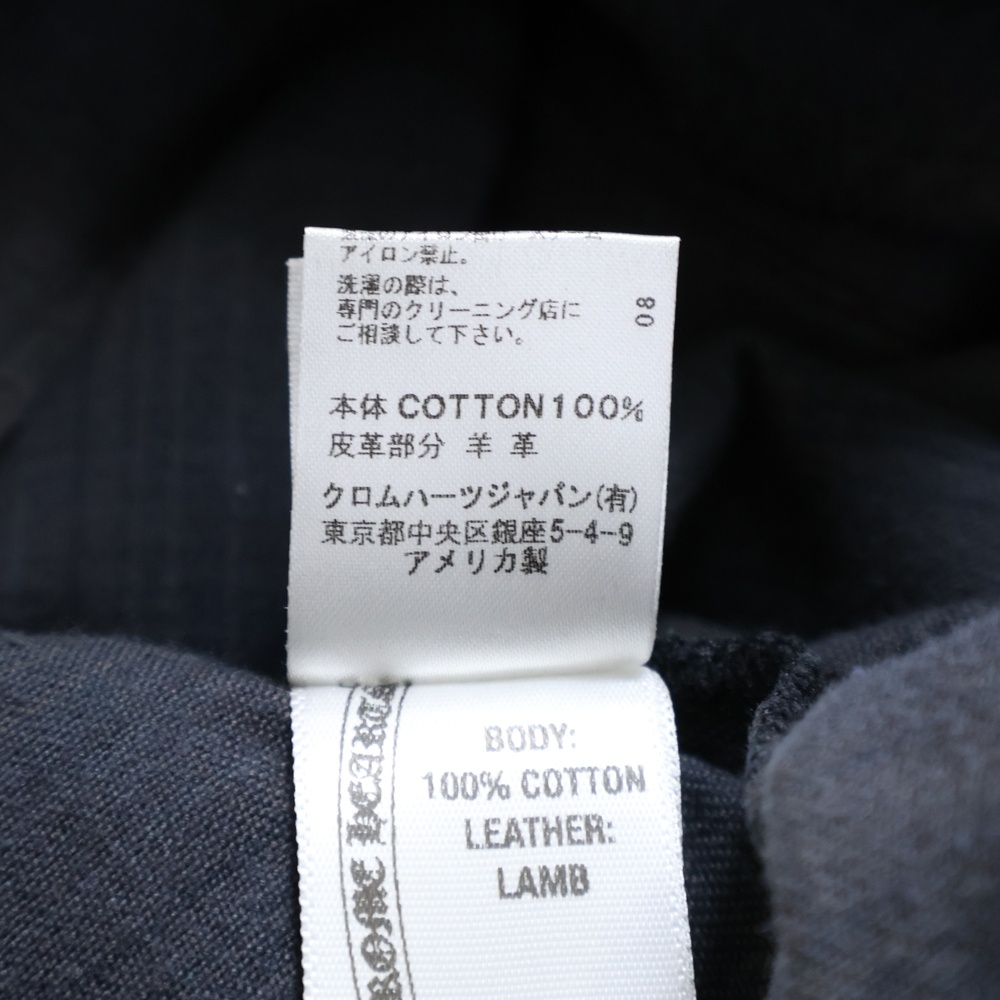 アイロン禁止。
洗濯の際は、
専門のクリーニング店に
ご相談して下さい。
08
本体 COTTON100%
皮革部分 羊 革
クロムハーツジャパン(有)
東京都中央区銀座5-4-9
アメリカ製
BODY:
100% COTTON
LEATHER:
LAMB
HEARTS